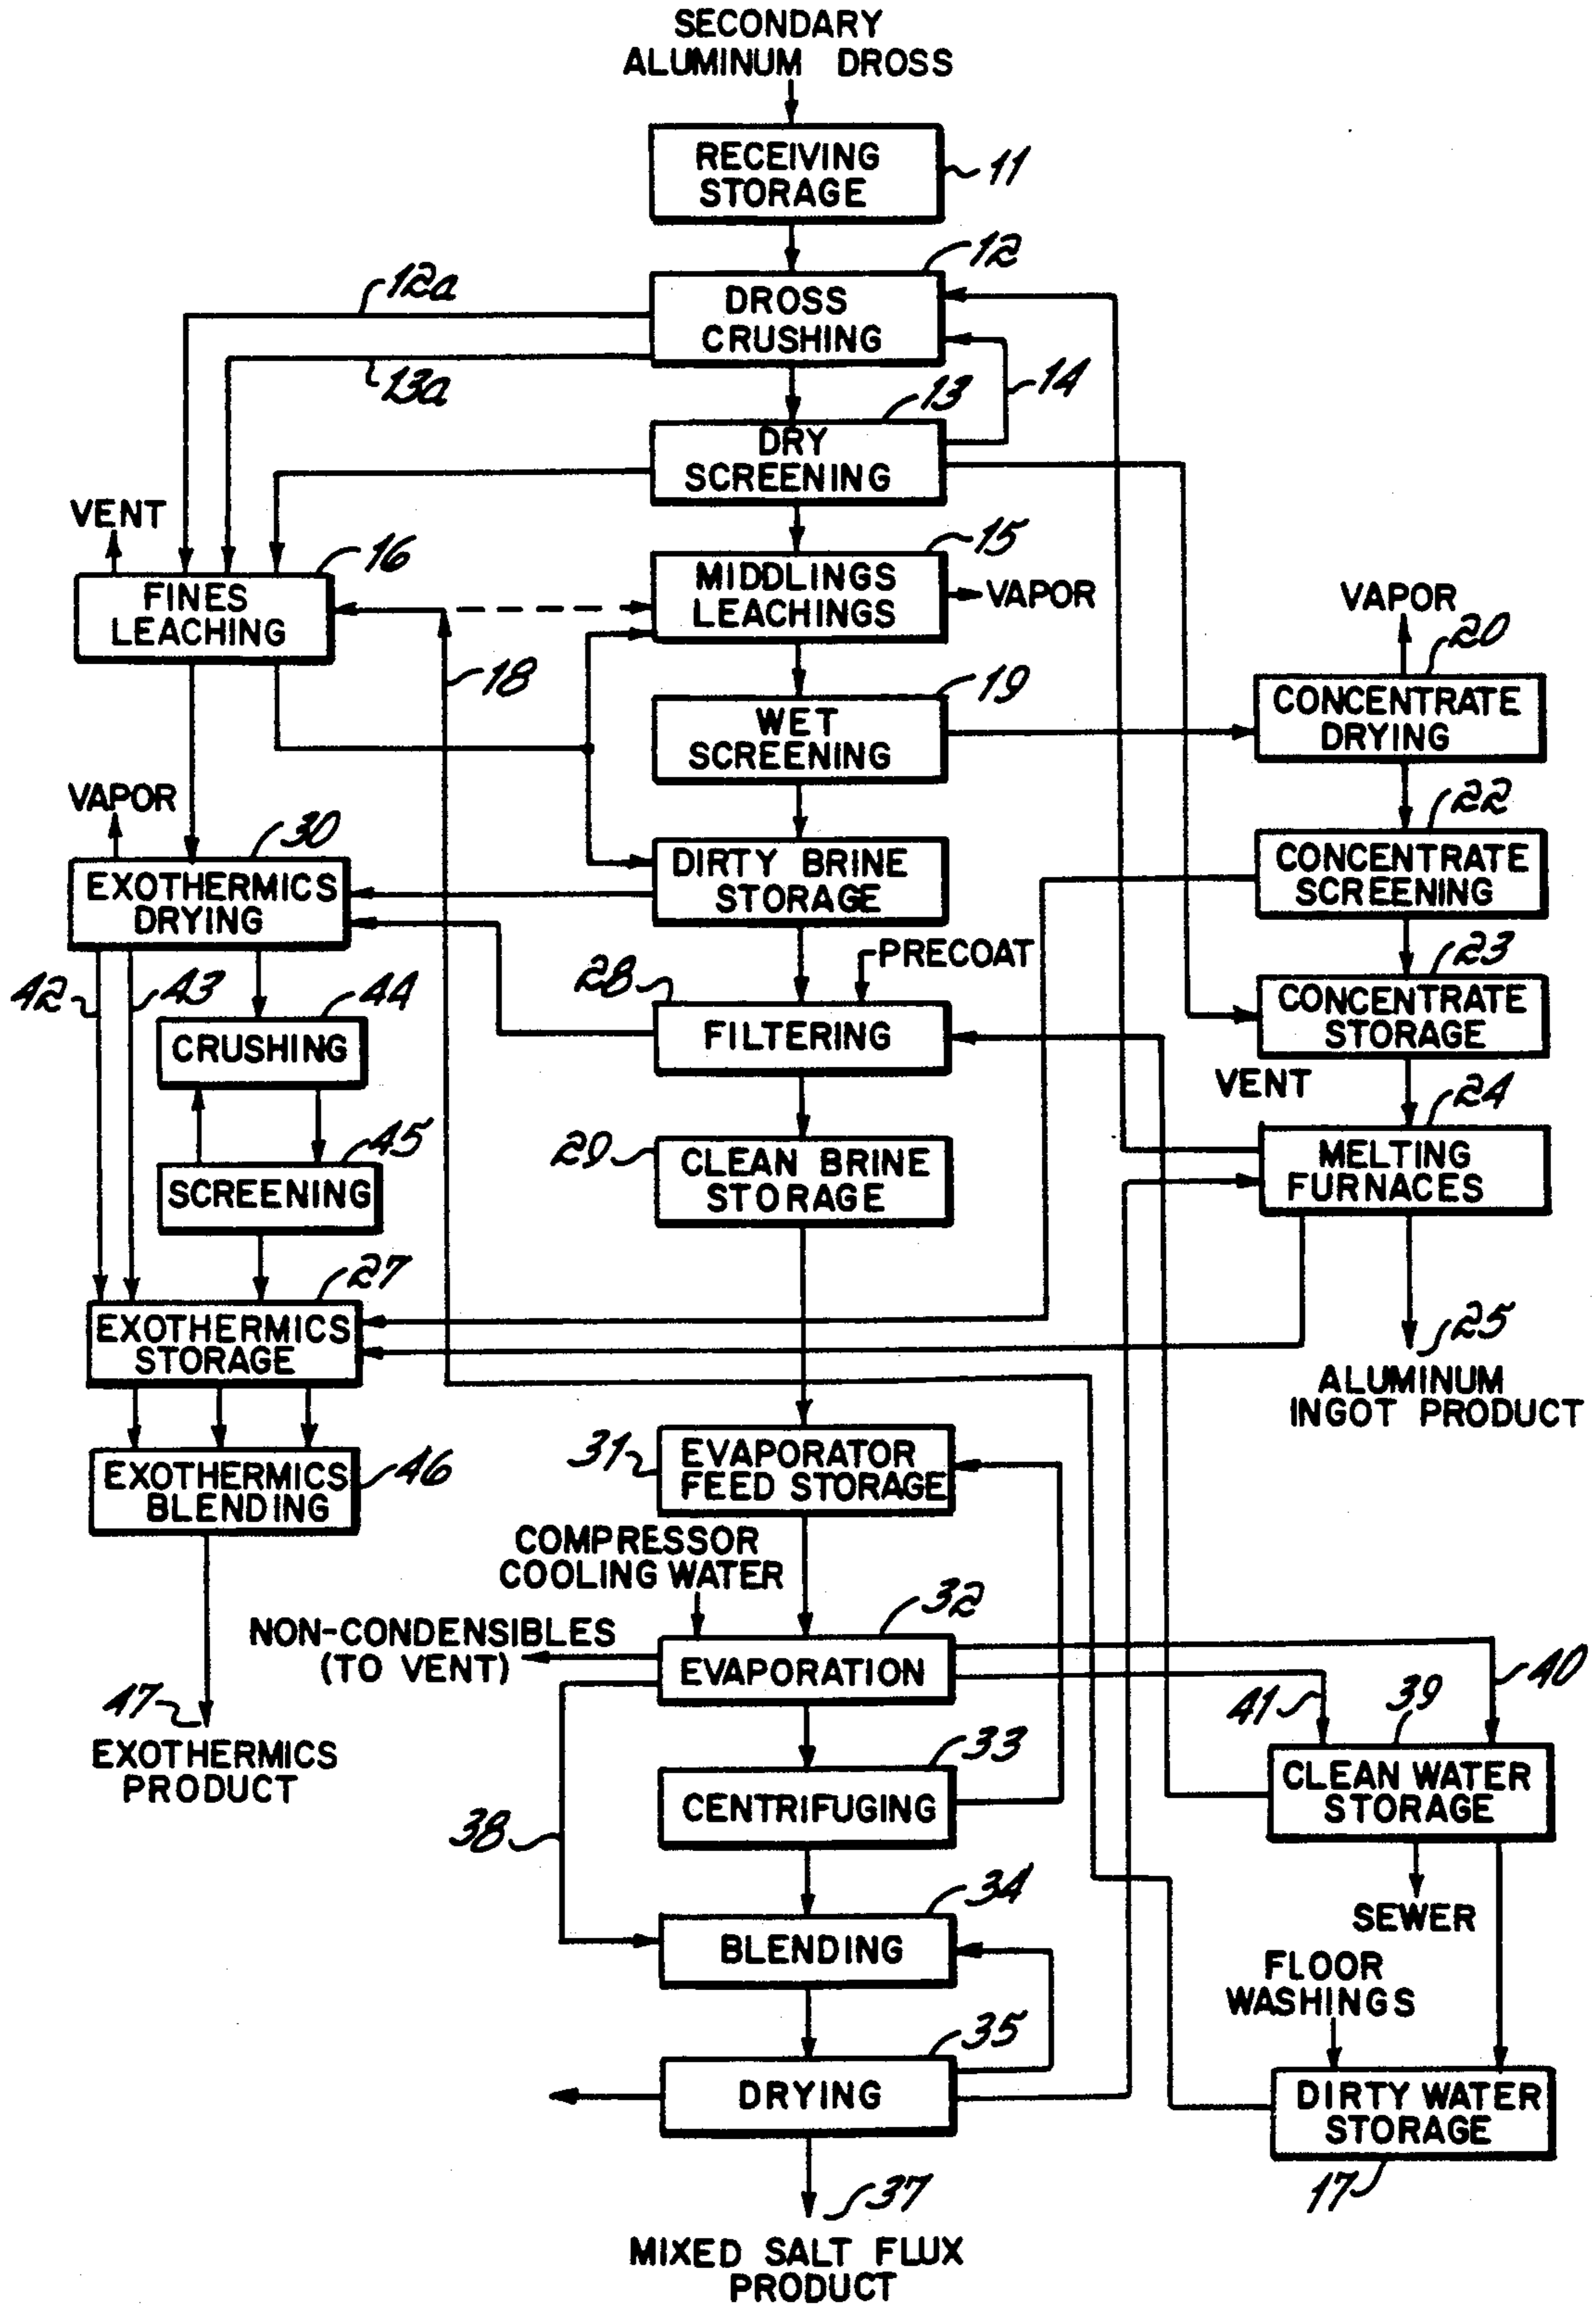 SECONDARY
ALUMINUM DROSS
RECEIVING
STORAGE
11
12
12a
DROSS
CRUSHING
13a
14
13
DRY
SCREENING
VENT
16
15
FINES
LEACHING
MIDDLINGS
LEACHINGS
VAPOR
VAPOR
20
18
19
CONCENTRATE
DRYING
WET
SCREENING
VAPOR
30
22
EXOTHERMICS
DRYING
DIRTY BRINE
STORAGE
CONCENTRATE
SCREENING
PRECOAT
23
42
43
44
28
CONCENTRATE
STORAGE
CRUSHING
FILTERING
VENT
24
45
29
CLEAN BRINE
STORAGE
MELTING
FURNACES
SCREENING
27
EXOTHERMICS
STORAGE
25
ALUMINUM
INGOT PRODUCT
31
EVAPORATOR
FEED STORAGE
46
EXOTHERMICS
BLENDING
COMPRESSOR
COOLING WATER
32
NON-CONDENSIBLES
(TO VENT)
EVAPORATION
40
41
39
47
EXOTHERMICS
PRODUCT
33
CENTRIFUGING
CLEAN WATER
STORAGE
38
34
SEWER
BLENDING
FLOOR
WASHINGS
35
DRYING
DIRTY WATER
STORAGE
17
37
MIXED SALT FLUX
PRODUCT